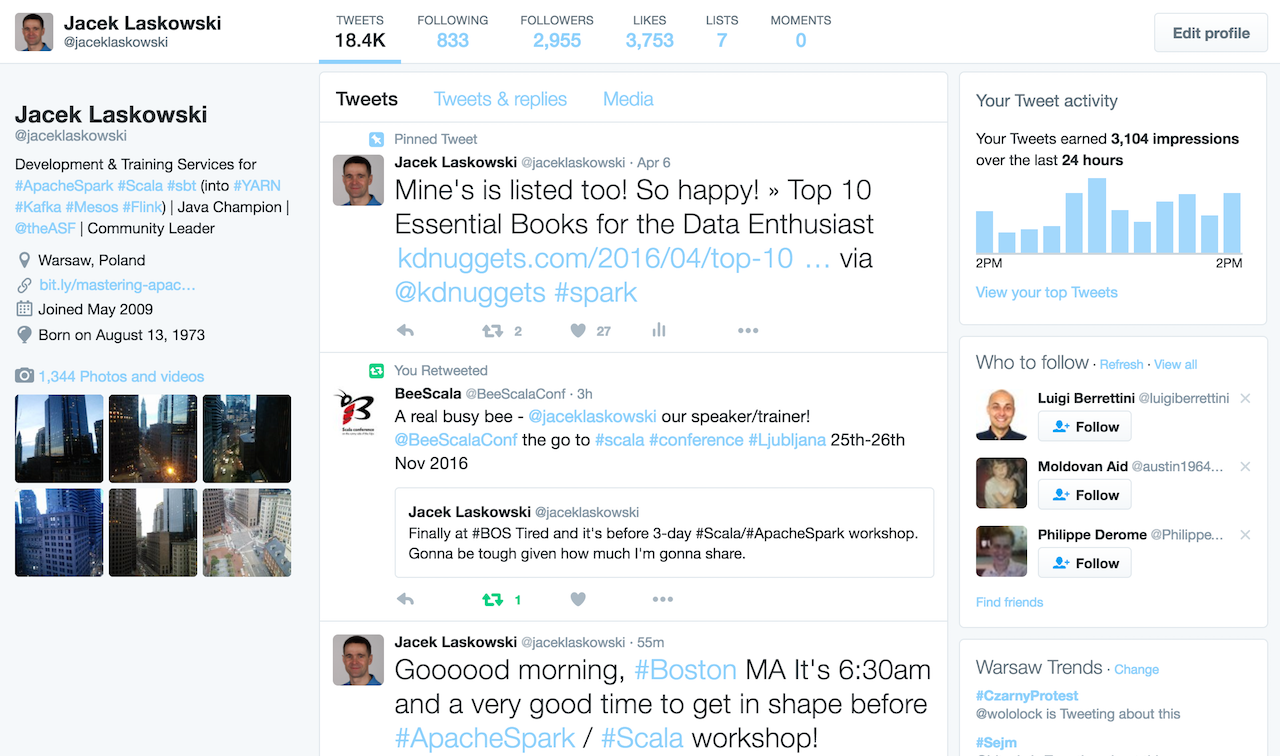 Jacek Laskowski
@jaceklaskowski
TWEETS
18.4K
FOLLOWING
833
FOLLOWERS
2,955
LIKES
3,753
LISTS
7
MOMENTS
0
Edit profile
Jacek Laskowski
@jaceklaskowski
Development & Training Services for
#ApacheSpark #Scala #sbt (into #YARN
#Kafka #Mesos #Flink) | Java Champion |
@theASF | Community Leader
Warsaw, Poland
bit.ly/mastering-apac…
Joined May 2009
Born on August 13, 1973
1,344 Photos and videos
Tweets Tweets & replies Media
Pinned Tweet
Jacek Laskowski @jaceklaskowski · Apr 6
Mine's is listed too! So happy! » Top 10
Essential Books for the Data Enthusiast
kdnuggets.com/2016/04/top-10 … via
@kdnuggets #spark
2 27
You Retweeted
BeeScala @BeeScalaConf · 3h
A real busy bee - @jaceklaskowski our speaker/trainer!
@BeeScalaConf the go to #scala #conference #Ljubljana 25th-26th
Nov 2016
Jacek Laskowski @jaceklaskowski
Finally at #BOS Tired and it's before 3-day #Scala/#ApacheSpark workshop.
Gonna be tough given how much I'm gonna share.
1
Jacek Laskowski @jaceklaskowski · 55m
Goooood morning, #Boston MA It's 6:30am
and a very good time to get in shape before
#ApacheSpark / #Scala workshop!
Your Tweet activity
Your Tweets earned 3,104 impressions
over the last 24 hours
2PM 2PM
View your top Tweets
Who to follow · Refresh · View all
Luigi Berrettini @luigiberrettini
Follow
Moldovan Aid @austin1964...
Follow
Philippe Derome @Philippe...
Follow
Find friends
Warsaw Trends · Change
#CzarnyProtest
@wololock is Tweeting about this
#Sejm